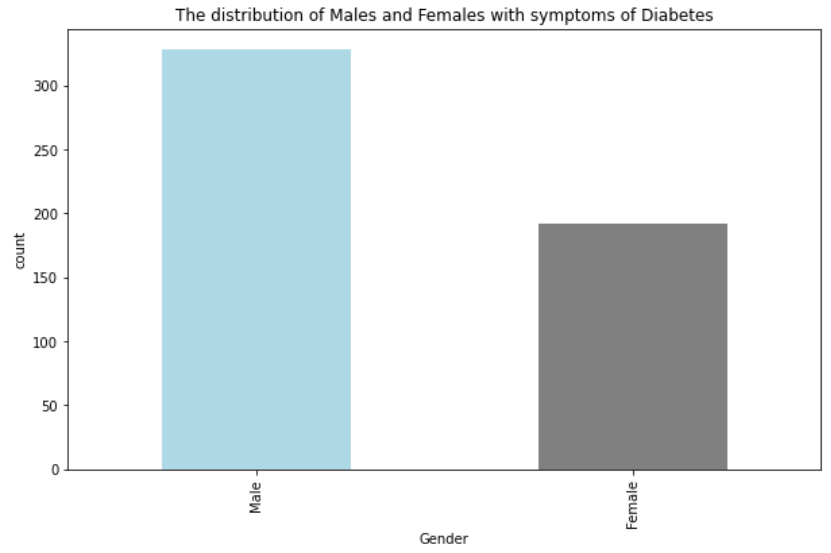 The distribution of Males and Females with symptoms of Diabetes
300
250
200
150
100
50
0
count
Male
Female
Gender